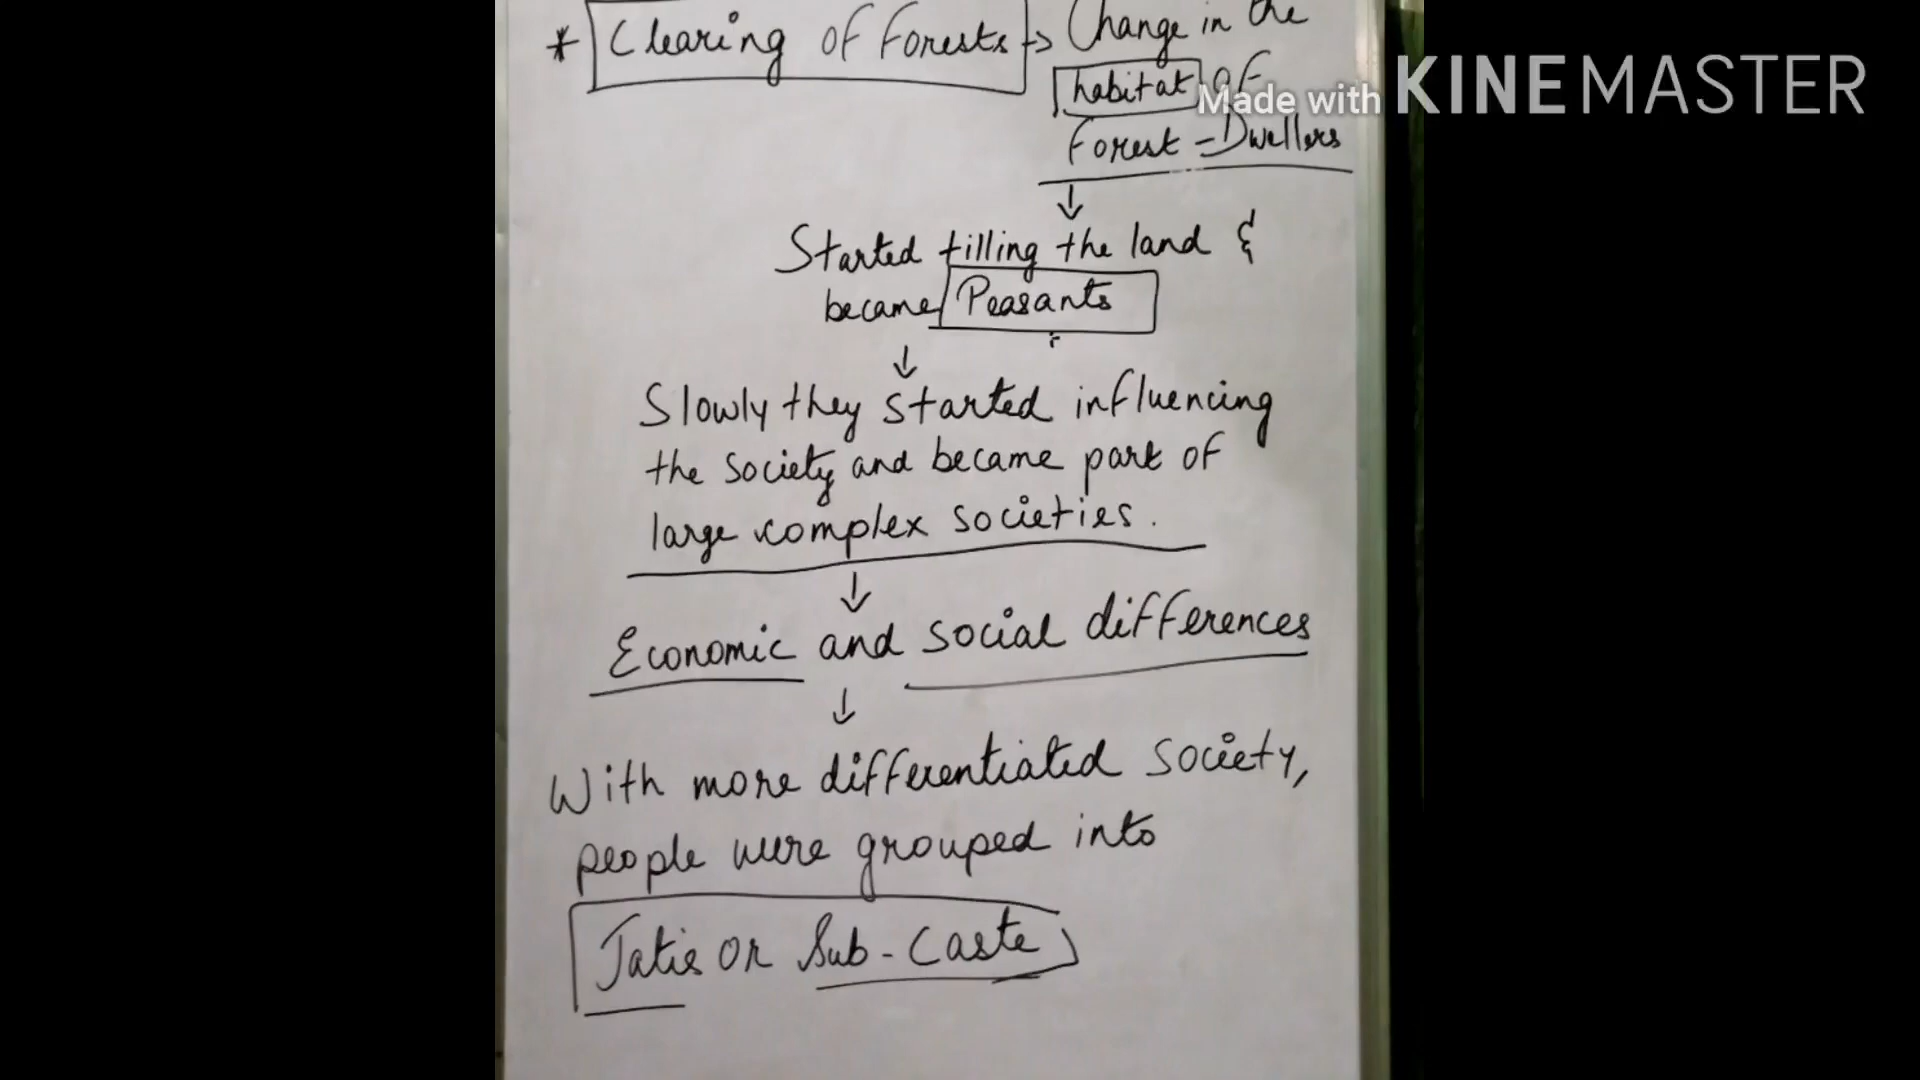 * Clearing of Forests → Change in the
habitat of
Forest-Dwellers
↓
Started tilling the land &
became Peasants
↓
Slowly they started influencing
the society and became part of
large complex societies.
↓
Economic and social differences
↓
With more differentiated society,
people were grouped into
Jatis or Sub-Caste
Made with KINEMASTER